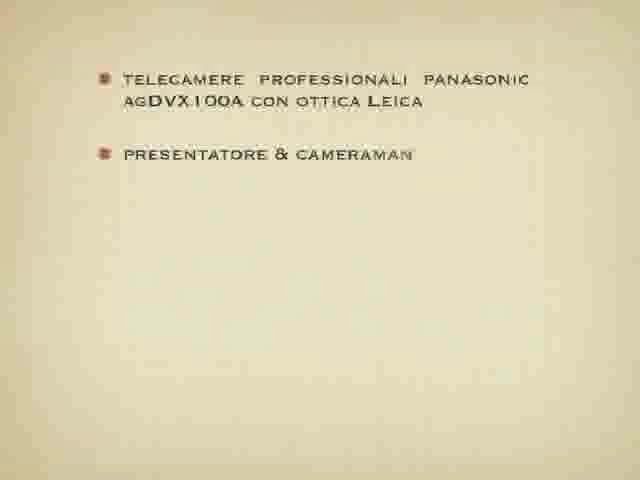 TELECAMERE PROFESSIONALI PANASONIC
AGDVX100A CON OTTICA LEICA
PRESENTATORE & CAMERAMAN